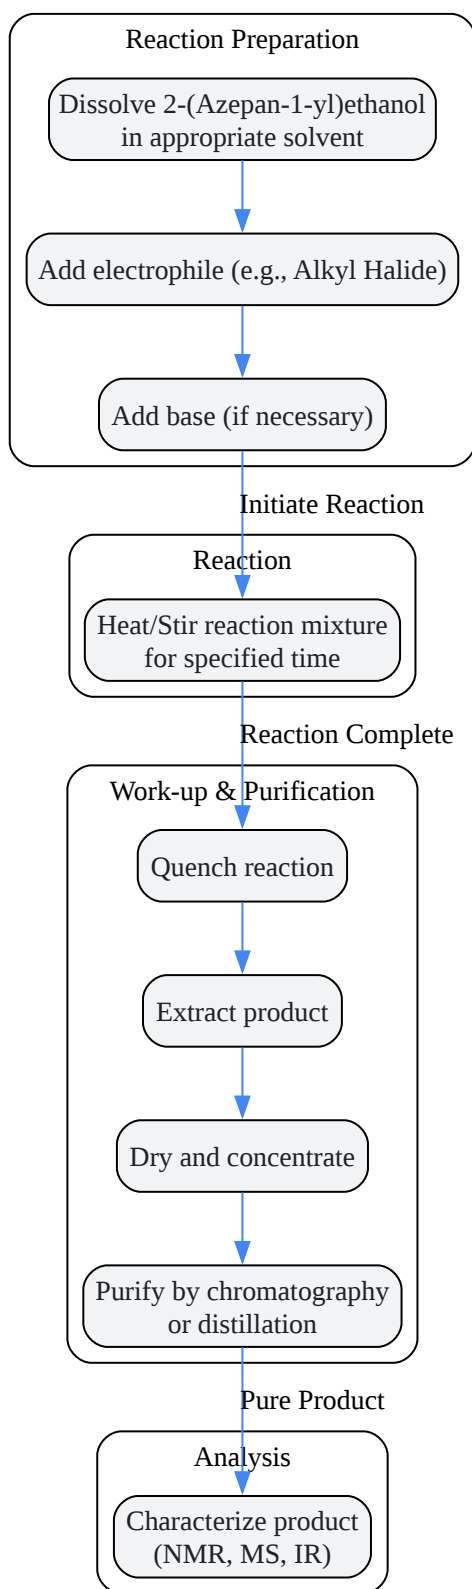 Reaction Preparation
Dissolve 2-(Azepan-1-yl)ethanol
in appropriate solvent
Add electrophile (e.g., Alkyl Halide)
Add base (if necessary)
Initiate Reaction
Reaction
Heat/Stir reaction mixture
for specified time
Reaction Complete
Work-up & Purification
Quench reaction
Extract product
Dry and concentrate
Purify by chromatography
or distillation
Pure Product
Analysis
Characterize product
(NMR, MS, IR)